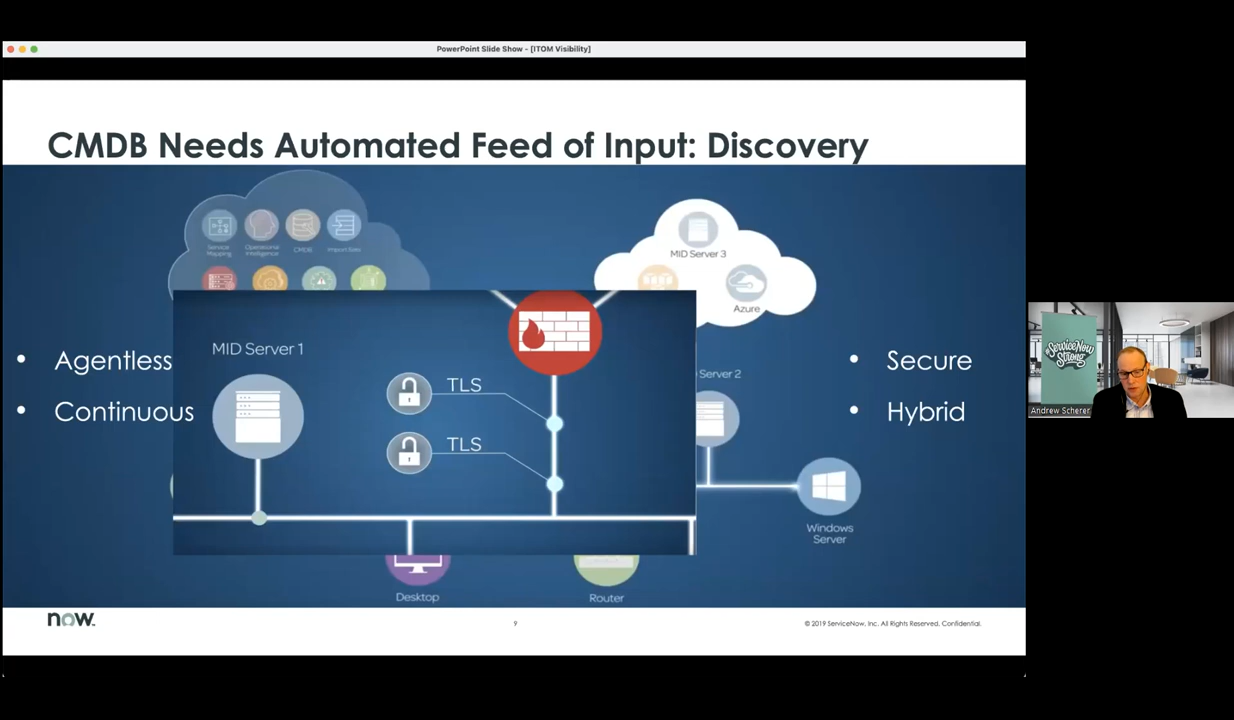 PowerPoint Slide Show - [ITOM Visibility]
CMDB Needs Automated Feed of Input: Discovery
Service Mapping
Operational Intelligence
CMDB
Import Sets
MID Server 3
Azure
MID Server 1
TLS
TLS
Server 2
• Agentless
• Continuous
• Secure
• Hybrid
Windows
Server
Desktop
Router
now.
9
© 2019 ServiceNow, Inc. All Rights Reserved. Confidential.
#ServiceNow
Strong
Andrew Scherer